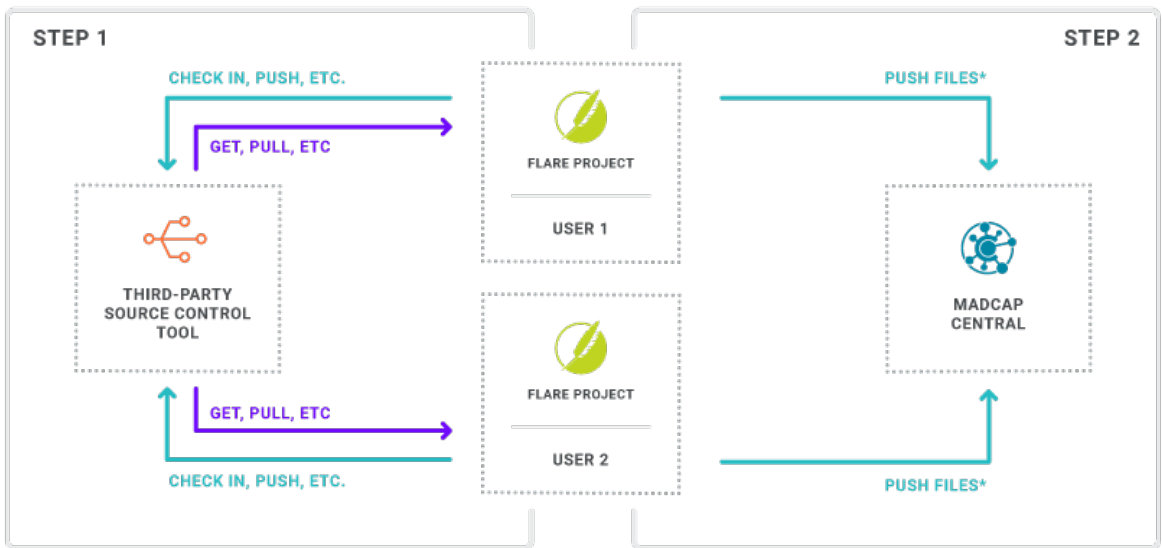 STEP 1
STEP 2
CHECK IN, PUSH, ETC.
GET, PULL, ETC
FLARE PROJECT
USER 1
PUSH FILES*
THIRD-PARTY
SOURCE CONTROL
TOOL
MADCAP
CENTRAL
GET, PULL, ETC
CHECK IN, PUSH, ETC.
FLARE PROJECT
USER 2
PUSH FILES*